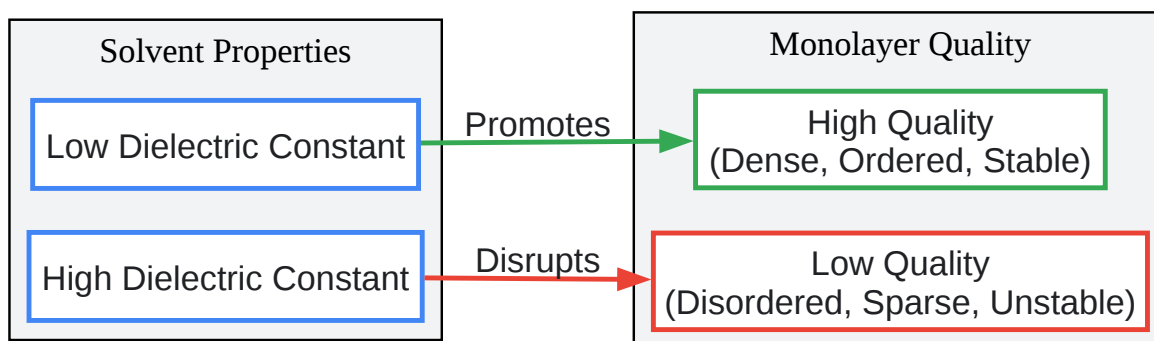 Solvent Properties
Monolayer Quality
Low Dielectric Constant
Promotes
High Quality
(Dense, Ordered, Stable)
High Dielectric Constant
Disrupts
Low Quality
(Disordered, Sparse, Unstable)